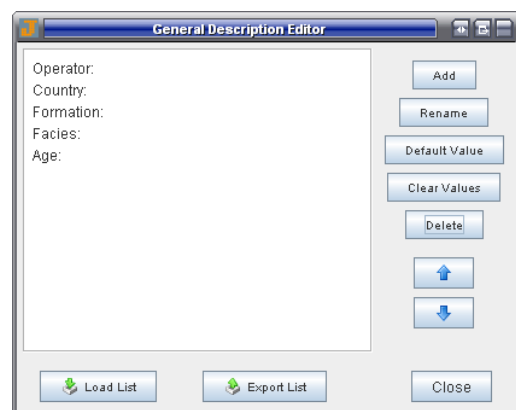 General Description Editor
Operator:
Country:
Formation:
Facies:
Age:
Add
Rename
Default Value
Clear Values
Delete
Load List
Export List
Close